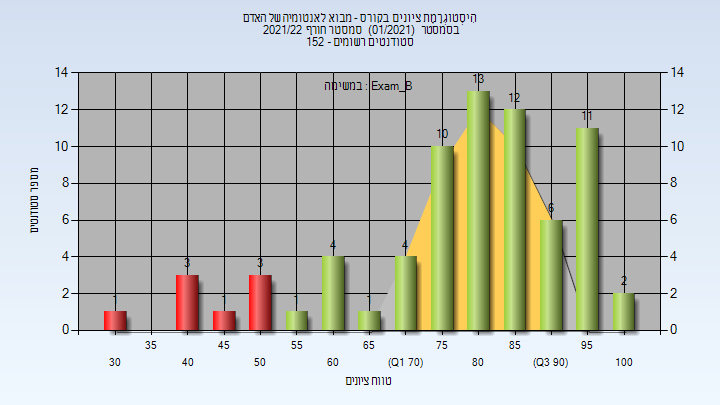 היסטוגרמת ציונים בקורס - מבוא לאנטומיה של האדם
בסמסטר (01/2021) סמסטר חורף 2021/22
סטודנטים רשומים - 152
במשימה : Exam_B
מספר סטודנטים
14 12 10 8 6 4 2 0
14 12 10 8 6 4 2 0
1 3 1 3 1 4 1 4 10 13 12 6 11 2
35 45 55 65 75 85 95
30 40 50 60 (Q1 70) 80 (Q3 90) 100
טווח ציונים